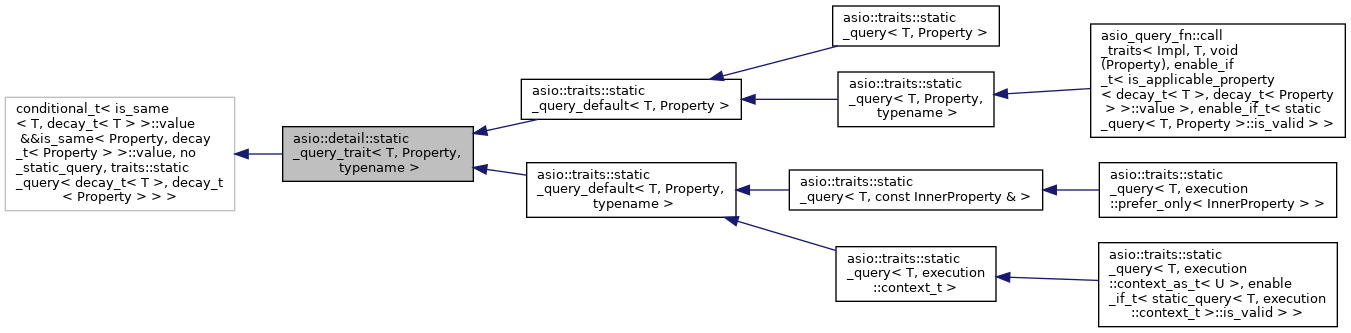 conditional_t< is_same
< T, decay_t< T > >::value
&&is_same< Property, decay
_t< Property > >::value, no
_static_query, traits::static
_query< decay_t< T >, decay_t
< Property > > >
asio::detail::static
_query_trait< T, Property,
typename >
asio::traits::static
_query_default< T, Property >
asio::traits::static
_query_default< T, Property,
typename >
asio::traits::static
_query< T, Property >
asio::traits::static
_query< T, Property,
typename >
asio::traits::static
_query< T, const InnerProperty & >
asio::traits::static
_query< T, execution
::context_t >
asio_query_fn::call
_traits< Impl, T, void
(Property), enable_if
_t< is_applicable_property
< decay_t< T >, decay_t< Property
> >::value >, enable_if_t< static
_query< T, Property >::is_valid > >
asio::traits::static
_query< T, execution
::prefer_only< InnerProperty > >
asio::traits::static
_query< T, execution
::context_as_t< U >, enable
_if_t< static_query< T, execution
::context_t >::is_valid > >